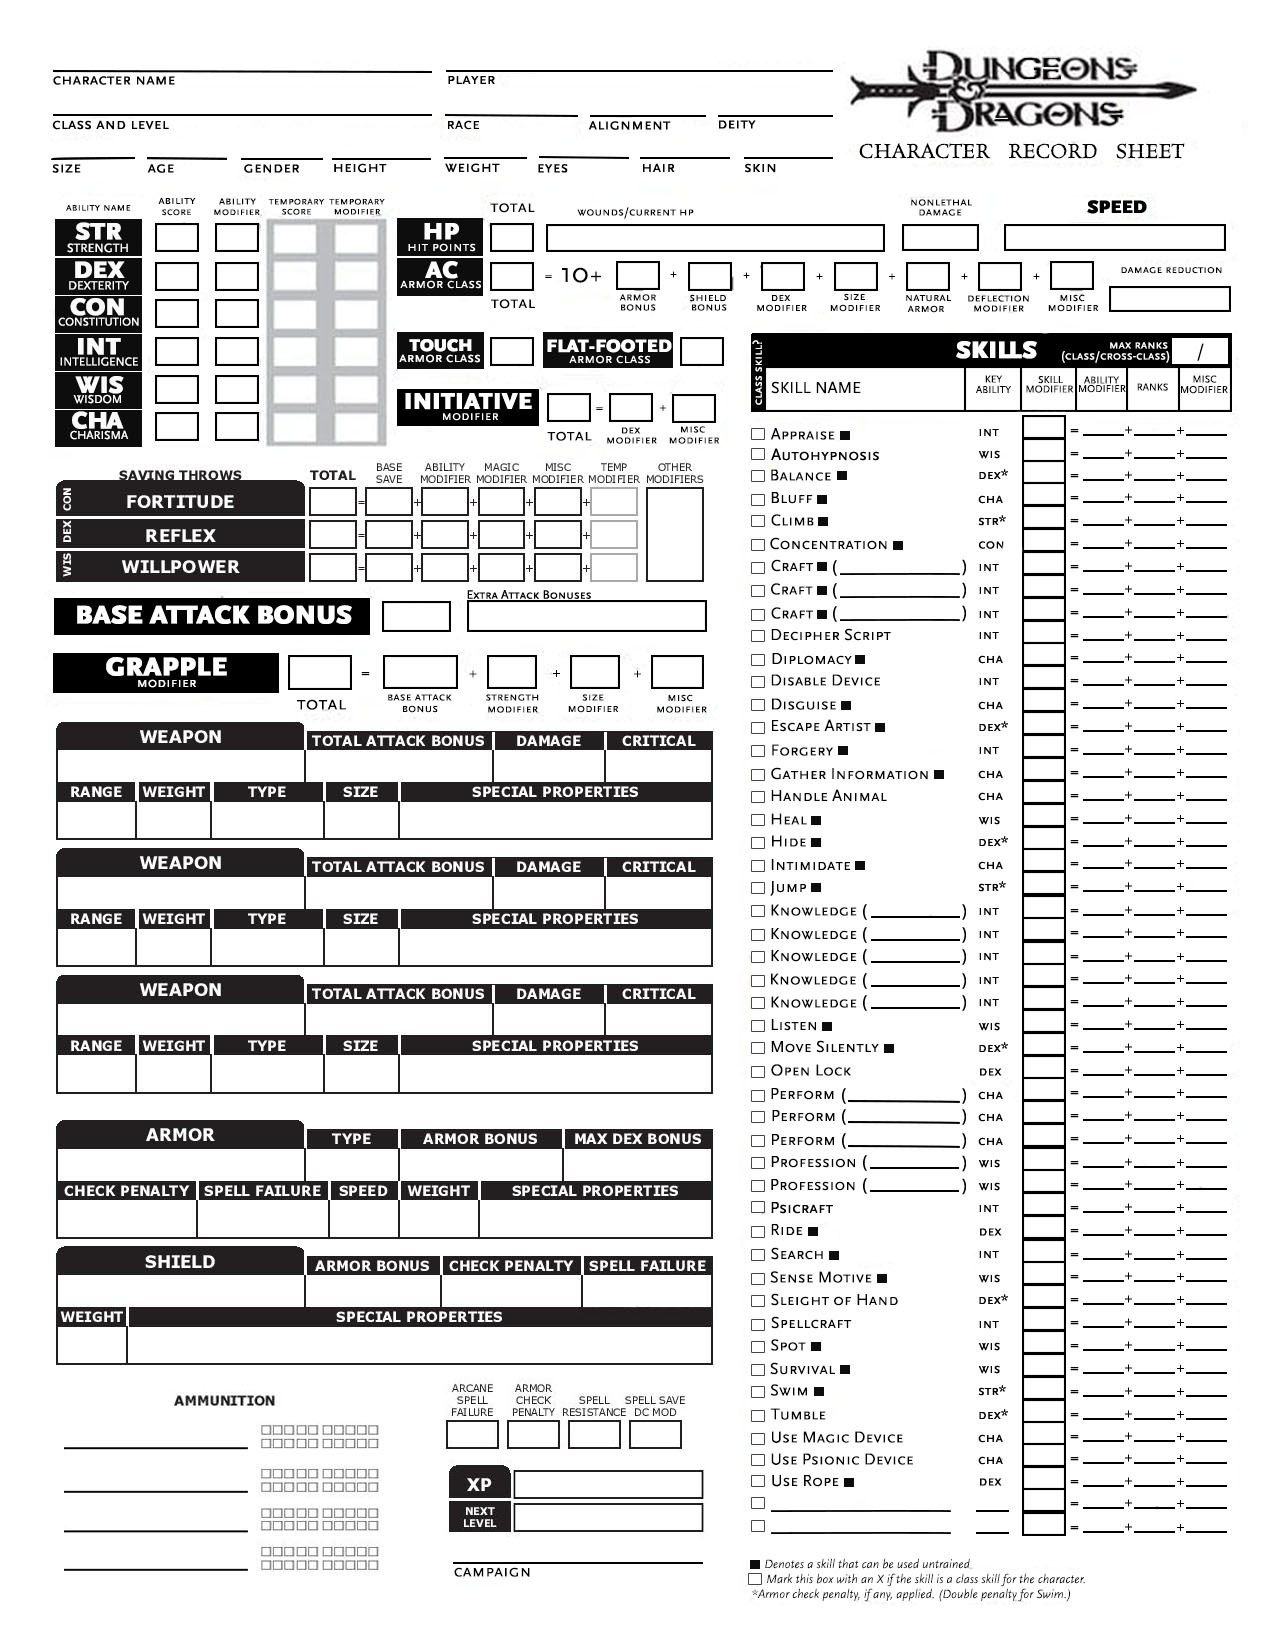 DUNGEONS & DRAGONS
CHARACTER RECORD SHEET
CHARACTER NAME PLAYER
CLASS AND LEVEL RACE ALIGNMENT DEITY
SIZE AGE GENDER HEIGHT WEIGHT EYES HAIR SKIN
ABILITY NAME ABILITY SCORE ABILITY MODIFIER TEMPORARY SCORE TEMPORARY MODIFIER
STR STRENGTH
DEX DEXTERITY
CON CONSTITUTION
INT INTELLIGENCE
WIS WISDOM
CHA CHARISMA
TOTAL WOUNDS/CURRENT HP NONLETHAL DAMAGE SPEED
HP HIT POINTS
AC ARMOR CLASS = 10+ + + + + + +
TOTAL ARMOR BONUS SHIELD BONUS DEX MODIFIER SIZE MODIFIER NATURAL ARMOR DEFLECTION MODIFIER MISC MODIFIER DAMAGE REDUCTION
TOUCH ARMOR CLASS FLAT-FOOTED ARMOR CLASS
INITIATIVE MODIFIER = +
TOTAL DEX MODIFIER MISC MODIFIER
SAVING THROWS TOTAL BASE SAVE ABILITY MODIFIER MAGIC MODIFIER MISC MODIFIER TEMP MODIFIER OTHER MODIFIERS
CON FORTITUDE = + + + +
DEX REFLEX = + + + +
WIS WILLPOWER = + + + +
BASE ATTACK BONUS EXTRA ATTACK BONUSES
GRAPPLE MODIFIER = + + +
TOTAL BASE ATTACK BONUS STRENGTH MODIFIER SIZE MODIFIER MISC MODIFIER
WEAPON TOTAL ATTACK BONUS DAMAGE CRITICAL
RANGE WEIGHT TYPE SIZE SPECIAL PROPERTIES
WEAPON TOTAL ATTACK BONUS DAMAGE CRITICAL
RANGE WEIGHT TYPE SIZE SPECIAL PROPERTIES
WEAPON TOTAL ATTACK BONUS DAMAGE CRITICAL
RANGE WEIGHT TYPE SIZE SPECIAL PROPERTIES
ARMOR TYPE ARMOR BONUS MAX DEX BONUS
CHECK PENALTY SPELL FAILURE SPEED WEIGHT SPECIAL PROPERTIES
SHIELD ARMOR BONUS CHECK PENALTY SPELL FAILURE
WEIGHT SPECIAL PROPERTIES
AMMUNITION
ARCANE SPELL FAILURE ARMOR CHECK PENALTY SPELL RESISTANCE SPELL SAVE DC MOD
XP
NEXT LEVEL
CAMPAIGN
CLASS SKILL? SKILLS MAX RANKS (CLASS/CROSS-CLASS) /
SKILL NAME KEY ABILITY SKILL MODIFIER ABILITY MODIFIER RANKS MISC MODIFIER
□ APPRAISE ■ INT = + +
□ AUTOHYPNOSIS WIS = + +
□ BALANCE ■ DEX* = + +
□ BLUFF ■ CHA = + +
□ CLIMB ■ STR* = + +
□ CONCENTRATION ■ CON = + +
□ CRAFT ■ ( ) INT = + +
□ CRAFT ■ ( ) INT = + +
□ CRAFT ■ ( ) INT = + +
□ DECIPHER SCRIPT INT = + +
□ DIPLOMACY ■ CHA = + +
□ DISABLE DEVICE INT = + +
□ DISGUISE ■ CHA = + +
□ ESCAPE ARTIST ■ DEX* = + +
□ FORGERY ■ INT = + +
□ GATHER INFORMATION ■ CHA = + +
□ HANDLE ANIMAL CHA = + +
□ HEAL ■ WIS = + +
□ HIDE ■ DEX* = + +
□ INTIMIDATE ■ CHA = + +
□ JUMP ■ STR* = + +
□ KNOWLEDGE ( ) INT = + +
□ KNOWLEDGE ( ) INT = + +
□ KNOWLEDGE ( ) INT = + +
□ KNOWLEDGE ( ) INT = + +
□ KNOWLEDGE ( ) INT = + +
□ LISTEN ■ WIS = + +
□ MOVE SILENTLY ■ DEX* = + +
□ OPEN LOCK DEX = + +
□ PERFORM ( ) CHA = + +
□ PERFORM ( ) CHA = + +
□ PERFORM ( ) CHA = + +
□ PROFESSION ( ) WIS = + +
□ PROFESSION ( ) WIS = + +
□ PSICRAFT INT = + +
□ RIDE ■ DEX = + +
□ SEARCH ■ INT = + +
□ SENSE MOTIVE ■ WIS = + +
□ SLEIGHT OF HAND DEX* = + +
□ SPELLCRAFT INT = + +
□ SPOT ■ WIS = + +
□ SURVIVAL ■ WIS = + +
□ SWIM ■ STR* = + +
□ TUMBLE DEX* = + +
□ USE MAGIC DEVICE CHA = + +
□ USE PSIONIC DEVICE CHA = + +
□ USE ROPE ■ DEX = + +
□ = + +
□ = + +
■ Denotes a skill that can be used untrained.
□ Mark this box with an X if the skill is a class skill for the character.
*Armor check penalty, if any, applied. (Double penalty for Swim.)